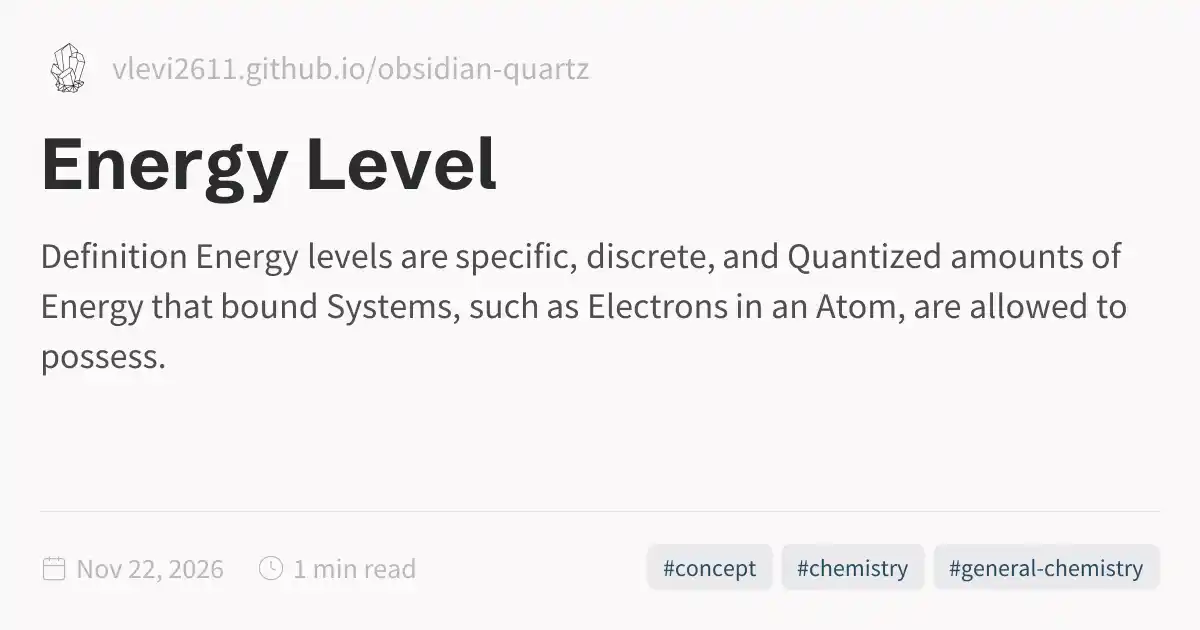 vlevi2611.github.io/obsidian-quartz
Energy Level
Definition Energy levels are specific, discrete, and Quantized amounts of
Energy that bound Systems, such as Electrons in an Atom, are allowed to
possess.
Nov 22, 2026 1 min read #concept #chemistry #general-chemistry